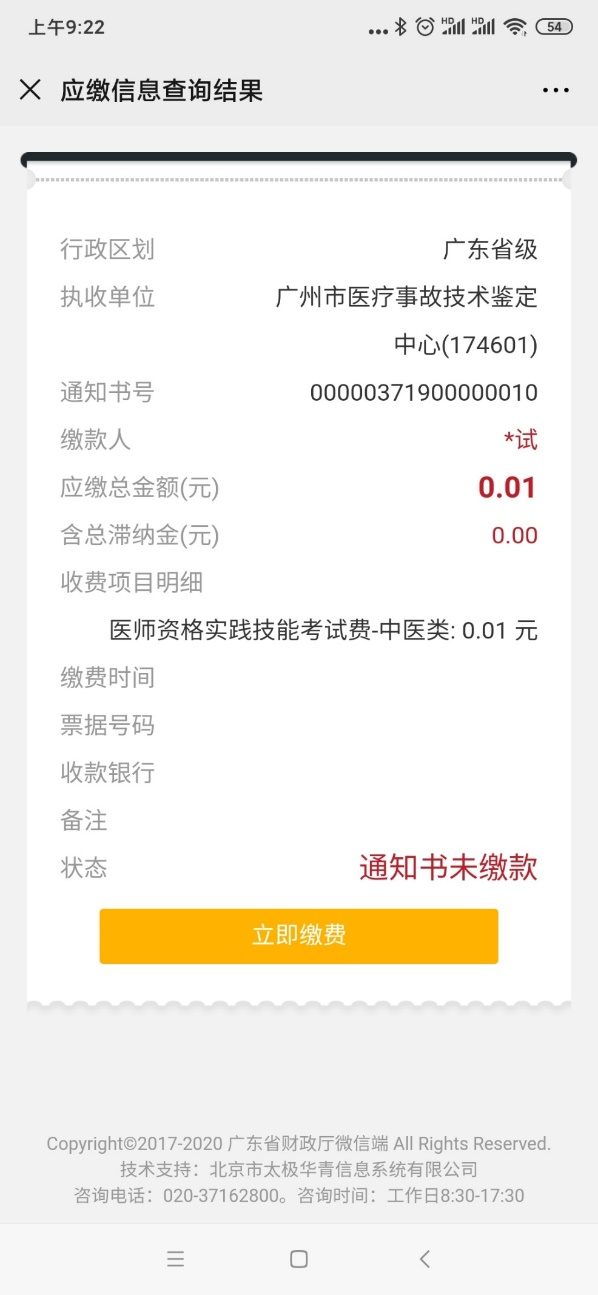 上午9:22
HD HD 54
应缴信息查询结果
行政区划 广东省级
执收单位 广州市医疗事故技术鉴定
中心(174601)
通知书号 00000371900000010
缴款人 *试
应缴总金额(元) 0.01
含总滞纳金(元) 0.00
收费项目明细
医师资格实践技能考试费-中医类: 0.01 元
缴费时间
票据号码
收款银行
备注
状态 通知书未缴款
立即缴费
Copyright©2017-2020 广东省财政厅微信端 All Rights Reserved.
技术支持：北京市太极华青信息系统有限公司
咨询电话：020-37162800。咨询时间：工作日8:30-17:30